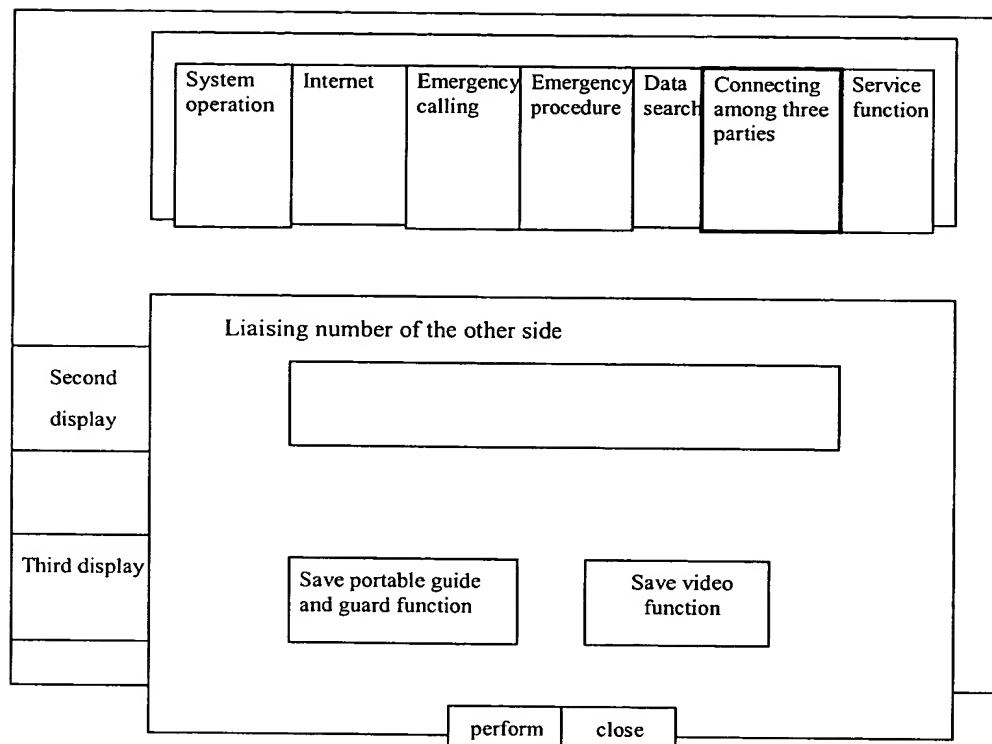 System
operation
Internet
Emergency
calling
Emergency
procedure
Data
search
Connecting
among three
parties
Service
function
Liaising number of the other side
Second
display
Third display
Save portable guide
and guard function
Save video
function
perform
close